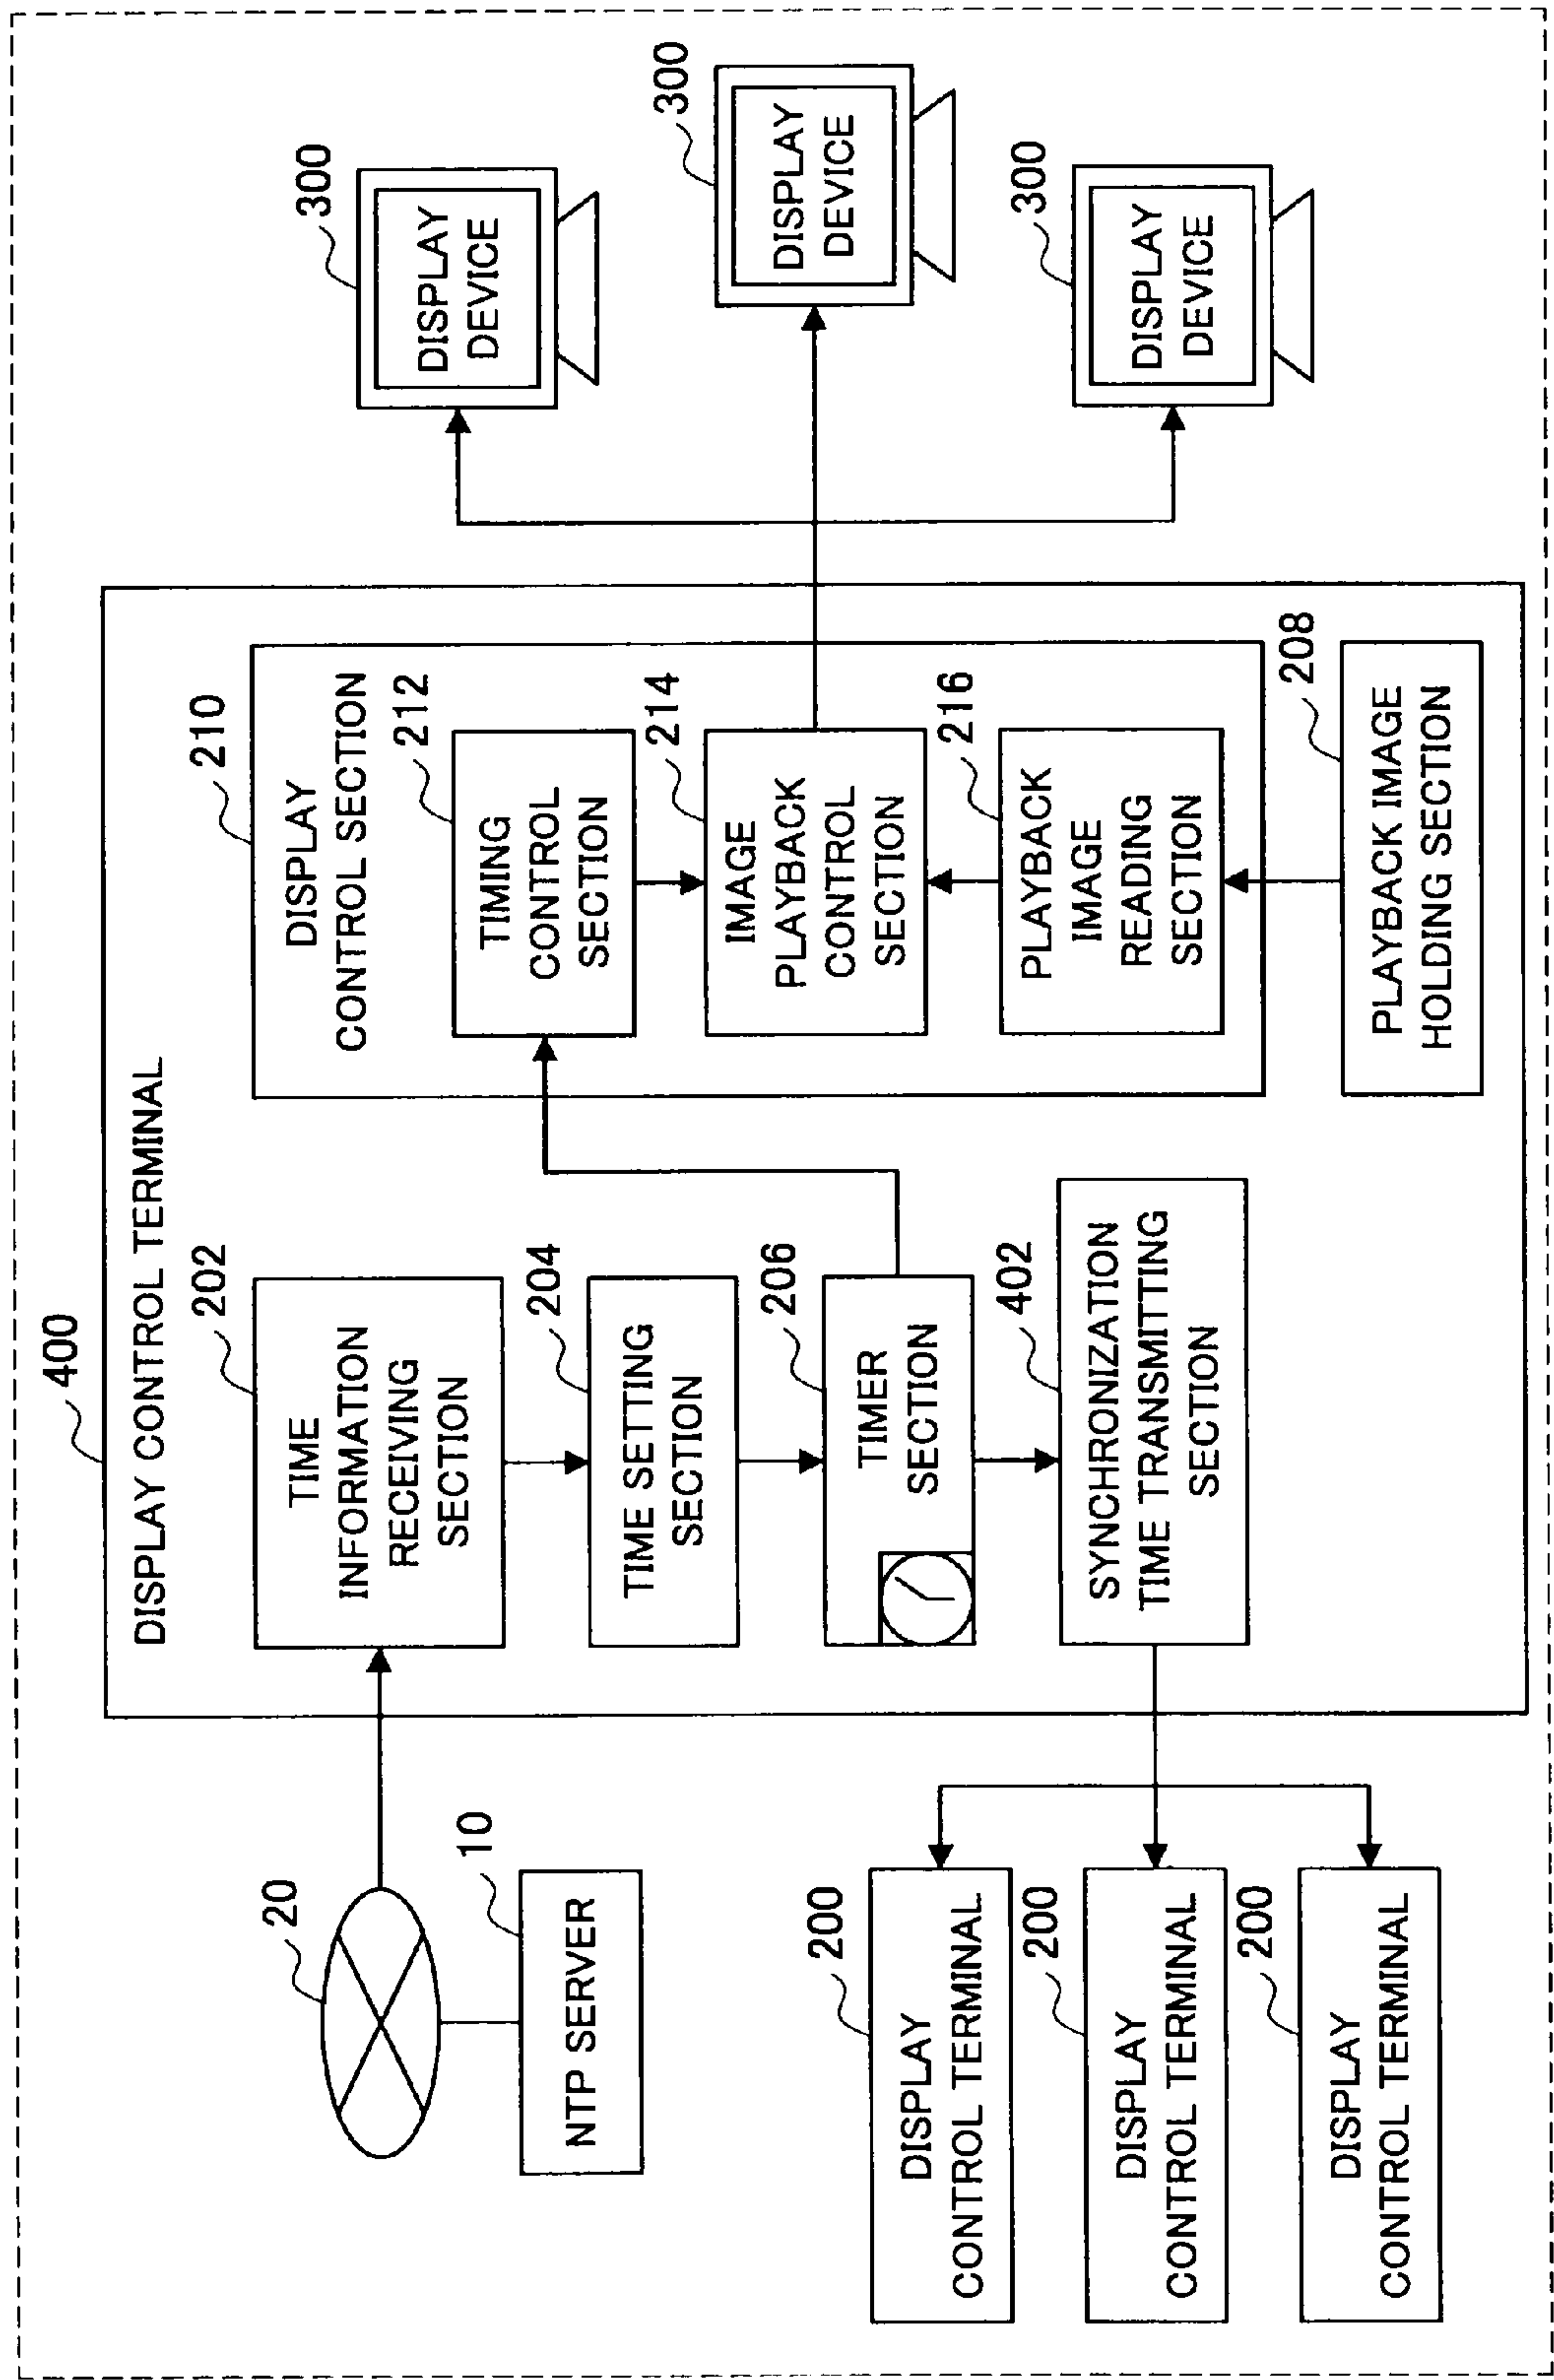 400
DISPLAY CONTROL TERMINAL
20
10
NTP SERVER
202
TIME
INFORMATION
RECEIVING
SECTION
204
TIME SETTING
SECTION
206
TIMER
SECTION
402
SYNCHRONIZATION
TIME TRANSMITTING
SECTION
200
DISPLAY
CONTROL TERMINAL
200
DISPLAY
CONTROL TERMINAL
200
DISPLAY
CONTROL TERMINAL
210
DISPLAY
CONTROL SECTION
212
TIMING
CONTROL
SECTION
214
IMAGE
PLAYBACK
CONTROL
SECTION
216
PLAYBACK
IMAGE
READING
SECTION
208
PLAYBACK IMAGE
HOLDING SECTION
300
DISPLAY
DEVICE
300
DISPLAY
DEVICE
300
DISPLAY
DEVICE